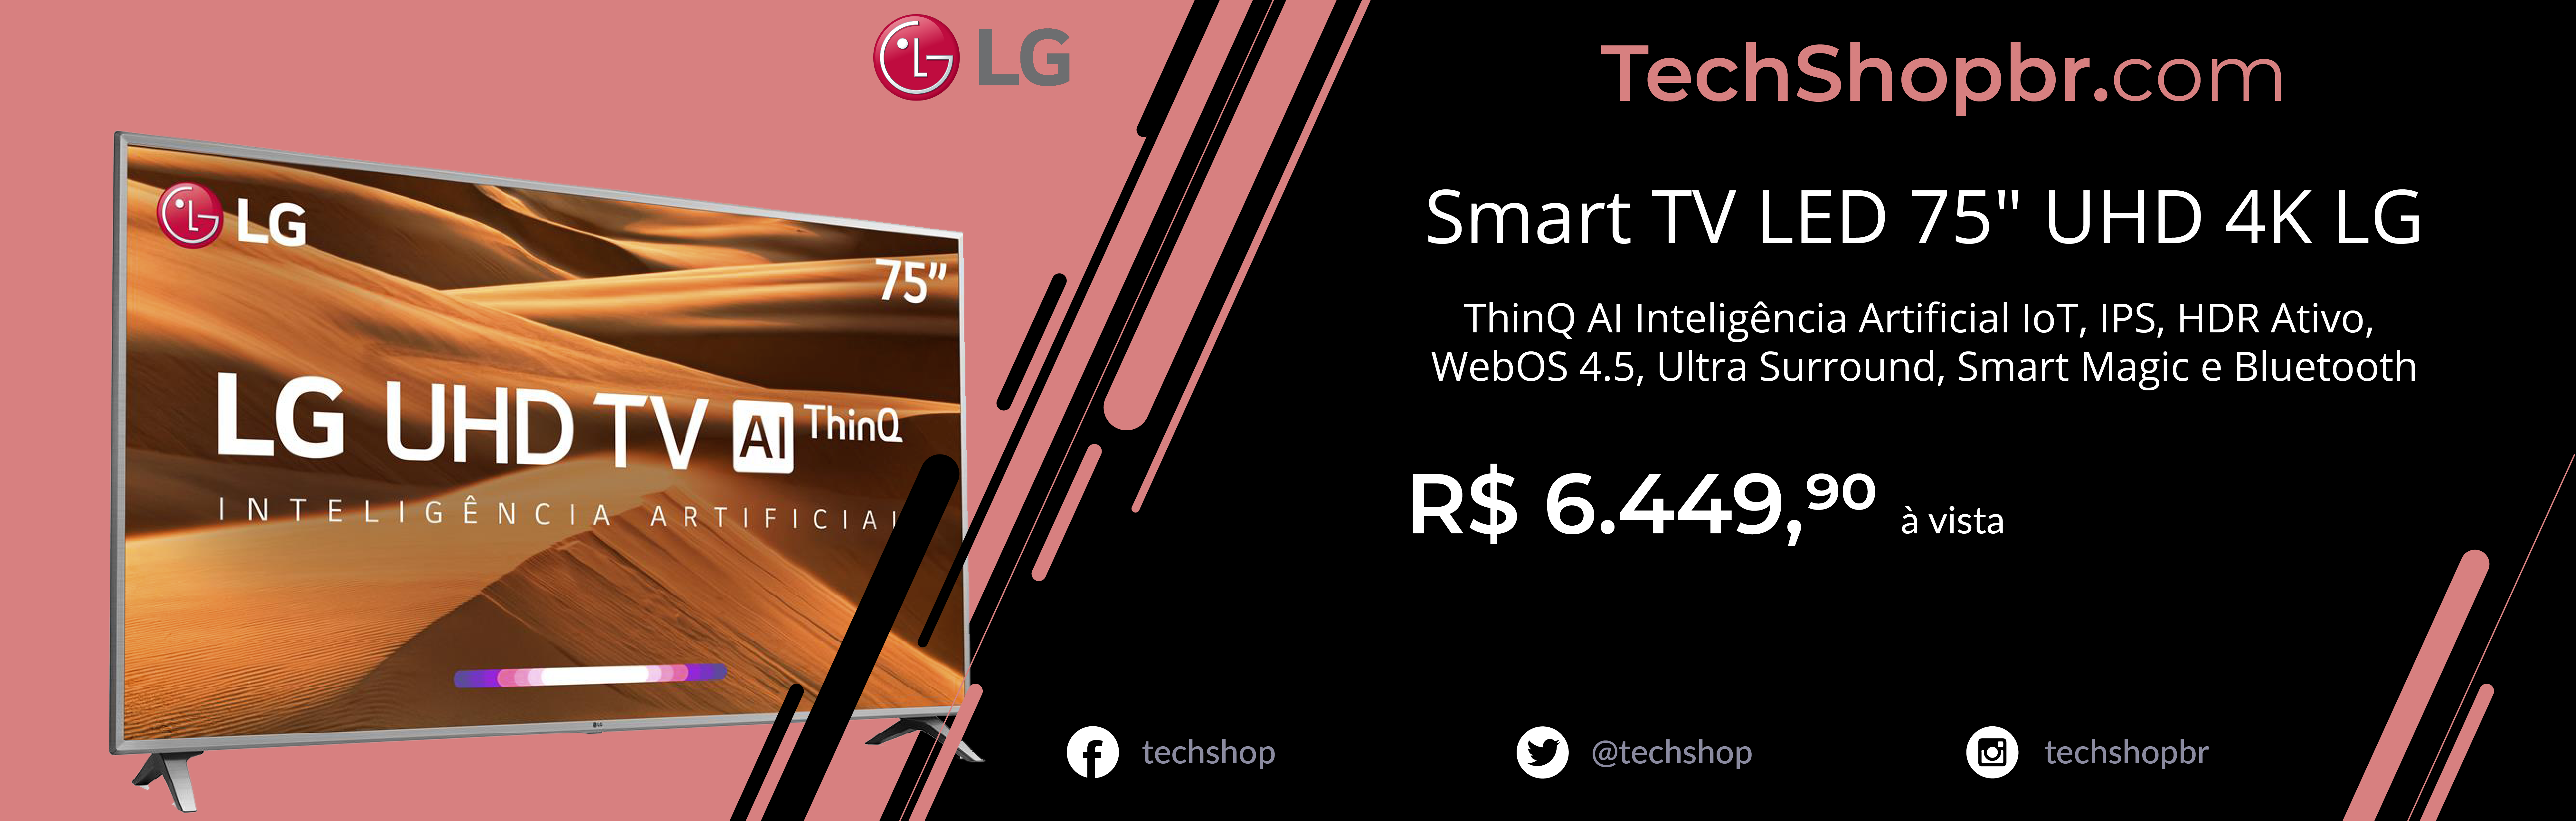 LG
LG
75”
LG UHD TV AI ThinQ
INTELIGÊNCIA ARTIFICIAL
TechShopbr.com
Smart TV LED 75" UHD 4K LG
ThinQ AI Inteligência Artificial IoT, IPS, HDR Ativo,
WebOS 4.5, Ultra Surround, Smart Magic e Bluetooth
R$ 6.449,90 à vista
techshop
@techshop
techshopbr